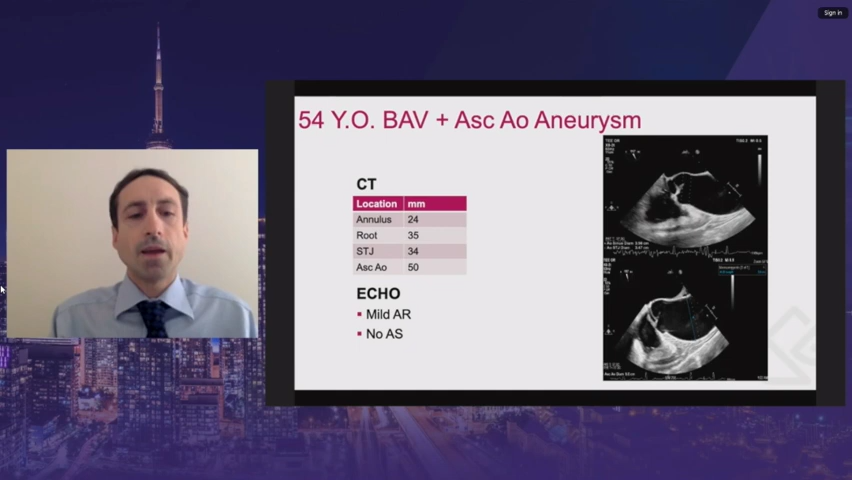 Sign in
54 Y.O. BAV + Asc Ao Aneurysm
CT
Location mm
Annulus 24
Root 35
STJ 34
Asc Ao 50
ECHO
Mild AR
No AS